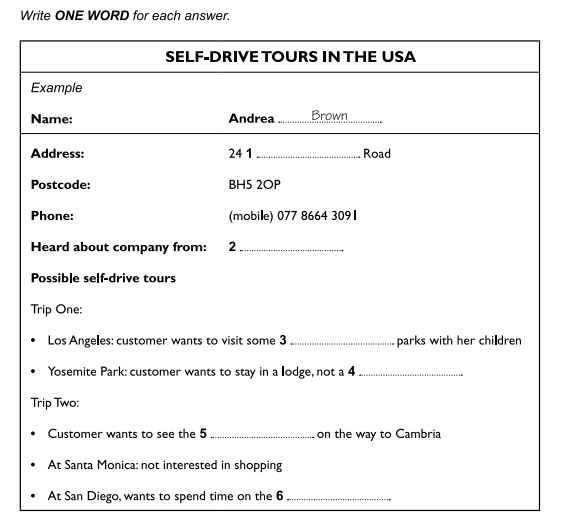 Write ONE WORD for each answer.
SELF-DRIVE TOURS IN THE USA
Example
Name: Andrea ..........Brown..........
Address: 24 1 .................... Road
Postcode: BH5 2OP
Phone: (mobile) 077 8664 3091
Heard about company from: 2 ....................
Possible self-drive tours
Trip One:
• Los Angeles: customer wants to visit some 3 .................... parks with her children
• Yosemite Park: customer wants to stay in a lodge, not a 4 ....................
Trip Two:
• Customer wants to see the 5 .................... on the way to Cambria
• At Santa Monica: not interested in shopping
• At San Diego, wants to spend time on the 6 ....................